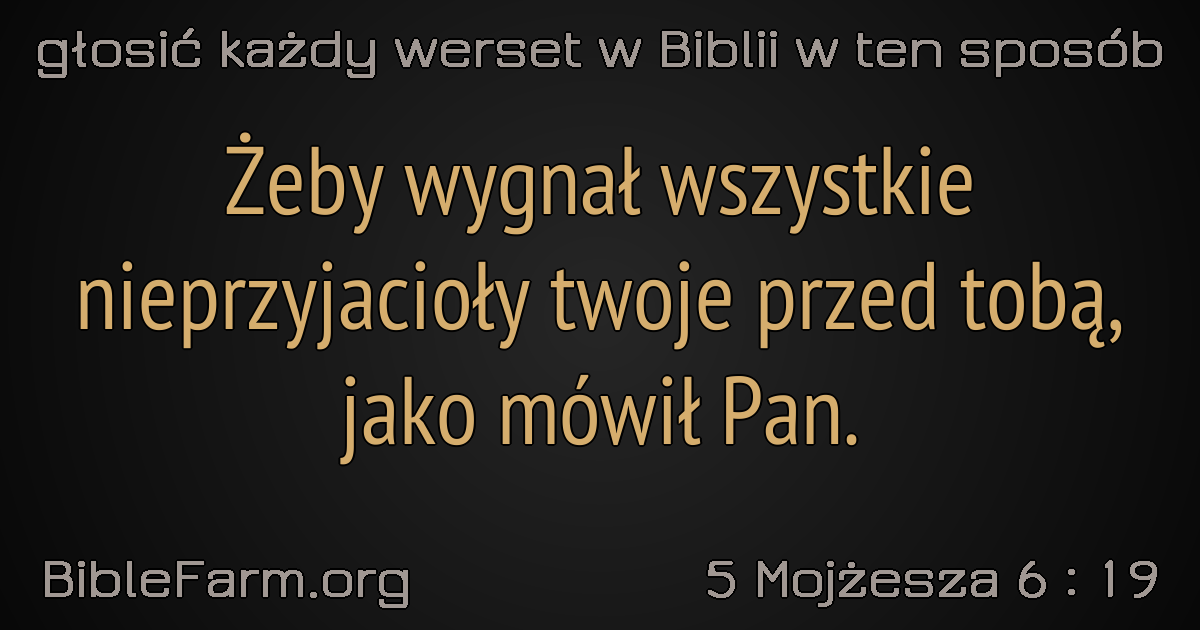 głosić każdy werset w Biblii w ten sposób
Żeby wygnał wszystkie
nieprzyjacioły twoje przed tobą,
jako mówił Pan.
BibleFarm.org
5 Mojżesza 6 : 19